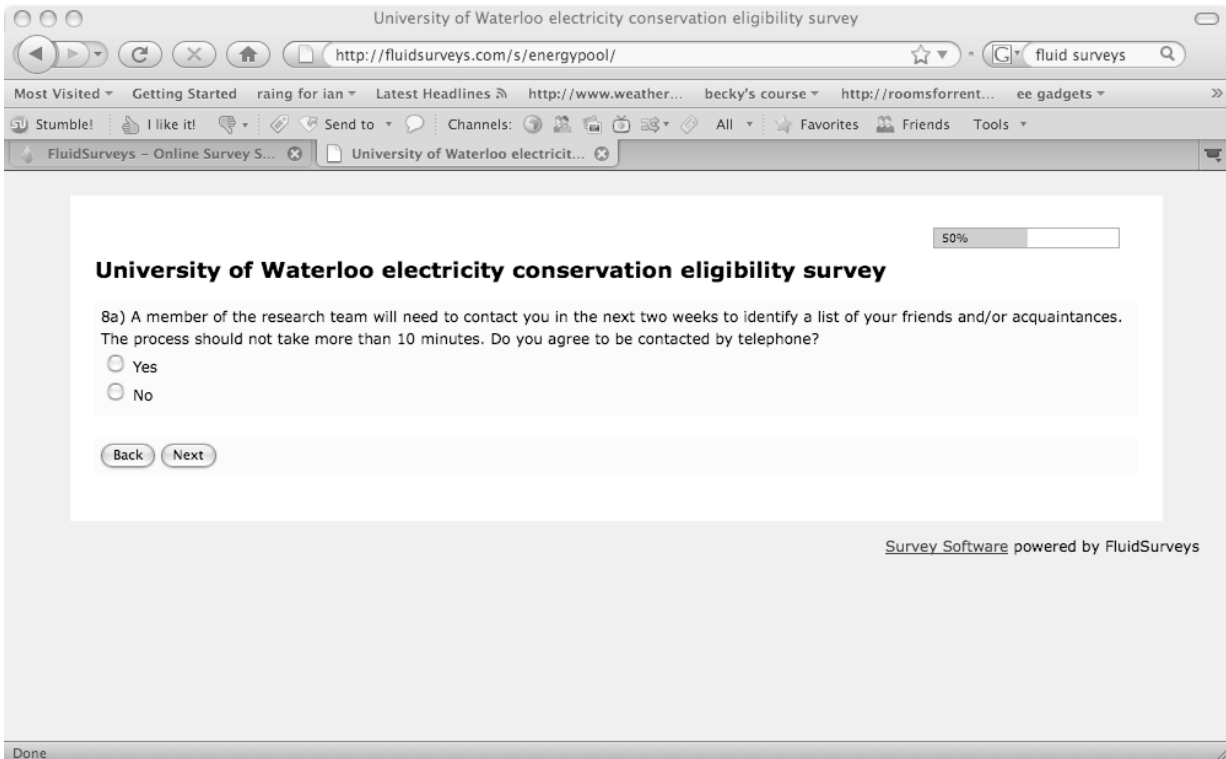 University of Waterloo electricity conservation eligibility survey
http://fluidsurveys.com/s/energypool/
G
fluid surveys
Most Visited Getting Started raing for ian Latest Headlines http://www.weather... becky's course http://roomsforrent... ee gadgets »
Stumble! I like it! Send to Channels: All Favorites Friends Tools
FluidSurveys – Online Survey S... University of Waterloo electricit...
50%
University of Waterloo electricity conservation eligibility survey
8a) A member of the research team will need to contact you in the next two weeks to identify a list of your friends and/or acquaintances.
The process should not take more than 10 minutes. Do you agree to be contacted by telephone?
Yes
No
Back Next
Survey Software powered by FluidSurveys
Done